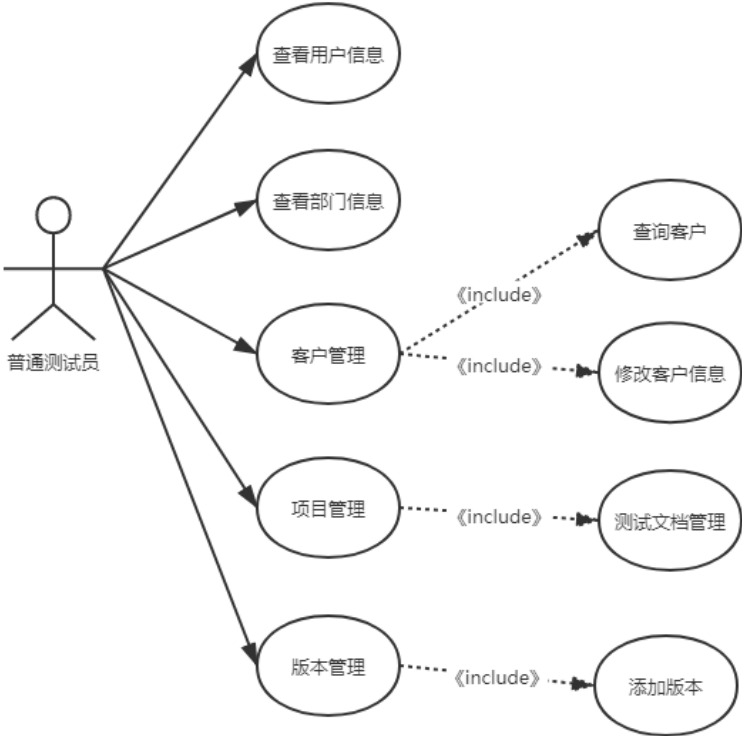 查看用户信息
查看部门信息
查询客户
《include》
普通测试员
客户管理
《include》
修改客户信息
项目管理
《include》
测试文档管理
版本管理
《include》
添加版本